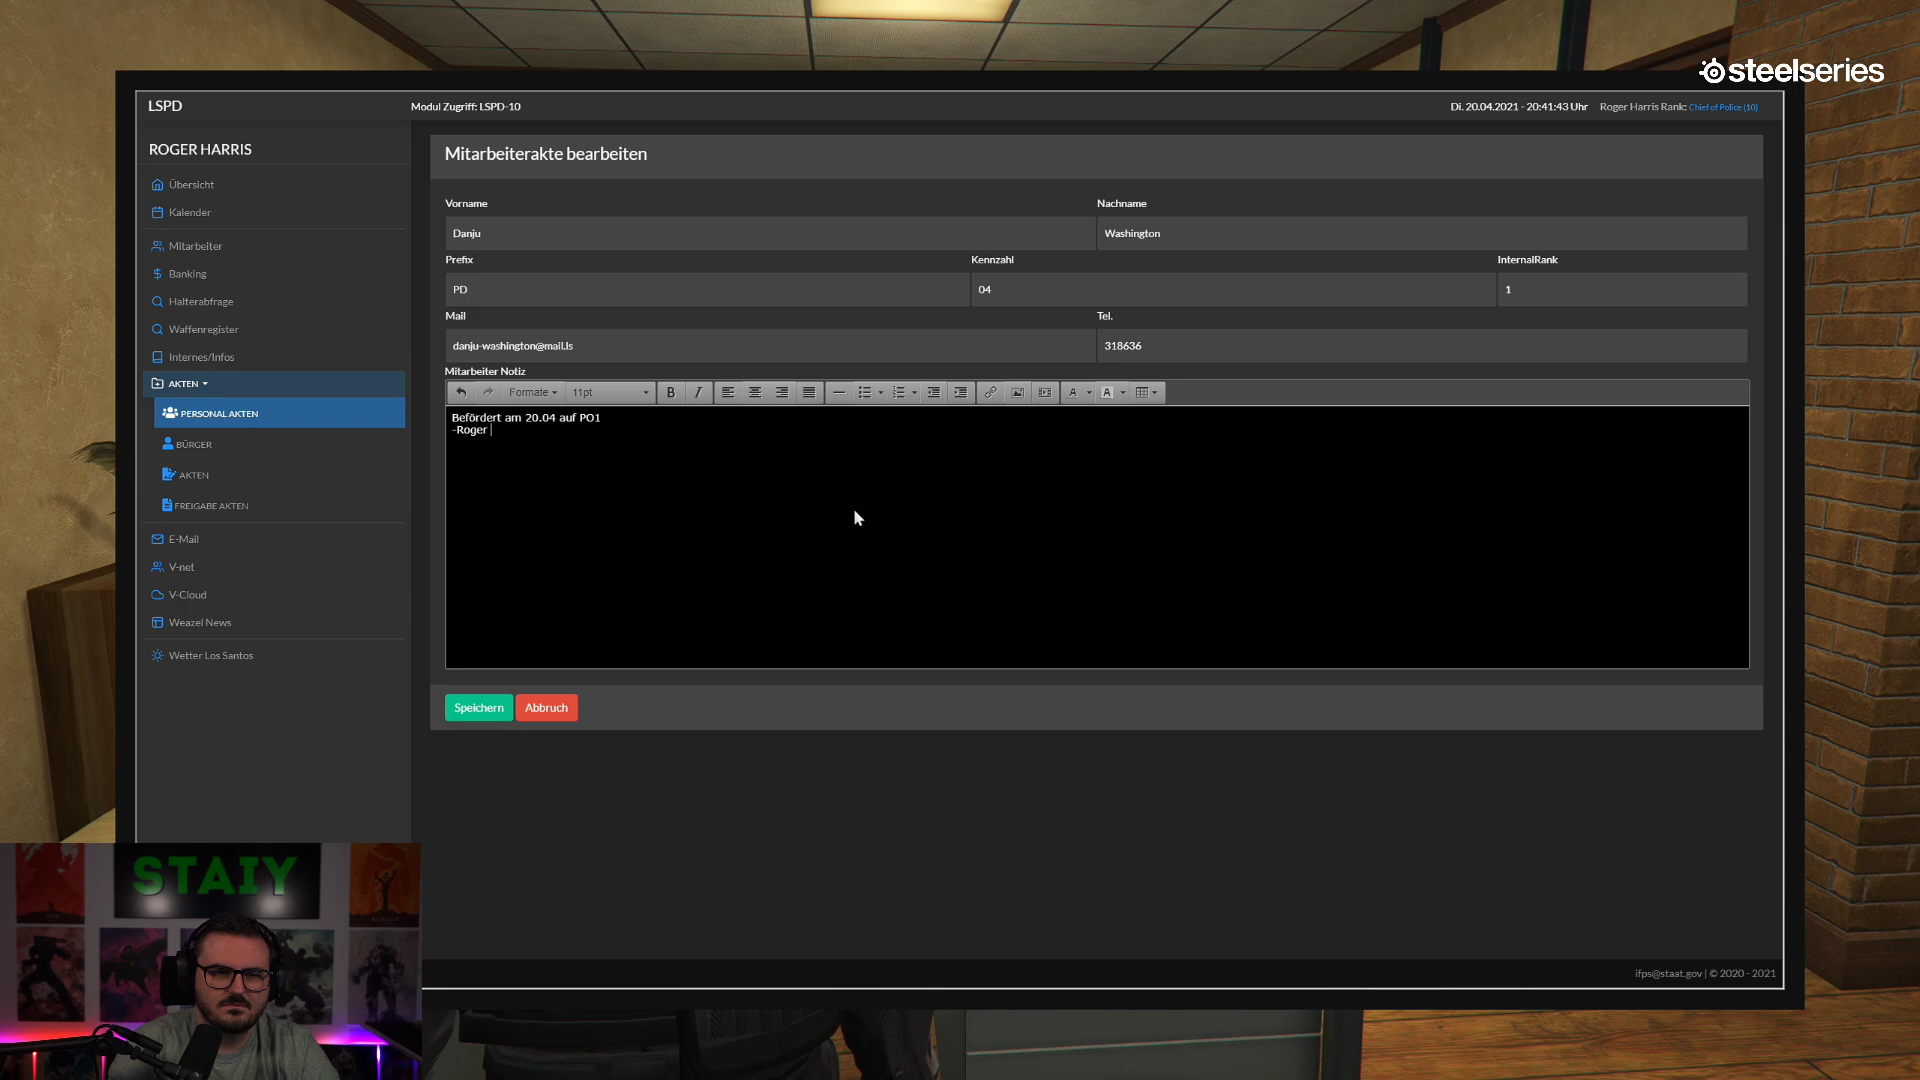 steelseries
LSPD
Modul Zugriff: LSPD-10
Di. 20.04.2021 - 20:41:43 Uhr
Roger Harris Rank: Chief of Police (10)
ROGER HARRIS
Übersicht
Kalender
Mitarbeiter
Banking
Halterabfrage
Waffenregister
Internes/Infos
AKTEN
PERSONAL AKTEN
BÜRGER
AKTEN
FREIGABE AKTEN
E-Mail
V-net
V-Cloud
Weazel News
Wetter Los Santos
Mitarbeiterakte bearbeiten
Vorname
Nachname
Danju
Washington
Prefix
Kennzahl
InternalRank
PD
04
1
Mail
Tel.
danju-washington@mail.ls
318636
Mitarbeiter Notiz
Formate
11pt
B
I
A
A
Befördert am 20.04 auf PO1
-Roger
Speichern
Abbruch
ifps@staat.gov | © 2020 - 2021
STAIY